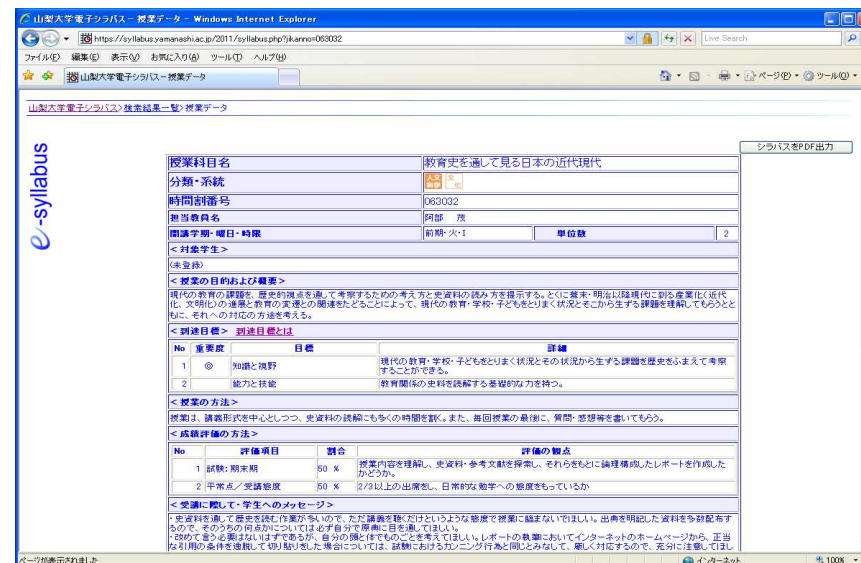 山梨大学電子シラバス - 授業データ - Windows Internet Explorer
https://syllabus.yamanashi.ac.jp/2011/syllabus.php?jikanno=063032
Live Search
ファイル(F) 編集(E) 表示(V) お気に入り(A) ツール(T) ヘルプ(H)
山梨大学電子シラバス - 授業データ
ページ(P) ツール(O)
山梨大学電子シラバス>検索結果一覧>授業データ
シラバスをPDF出力
e-syllabus
授業科目名 教育史を通して見る日本の近代現代
分類・系統 人文 文化
時間割番号 063032
担当教員名 阿部 茂
開講学期・曜日・時限 前期・火・I 単位数 2
<対象学生>
(未登録)
<授業の目的および概要>
現代の教育の課題を、歴史的視点を通して考察するための考え方と史資料の読み方を提示する。とくに幕末・明治以降現代に到る産業化(近代
化、文明化)の進展と教育の変遷との関連をたどることによって、現代の教育・学校・子どもをとりまく状況とそこから生ずる課題を理解してもらうとと
もに、それへの対応の方途を考える。
<到達目標> 到達目標とは
No 重要度 目標 詳細
1 ◎ 知識と視野 現代の教育・学校・子どもをとりまく状況とその状況から生ずる課題を歴史をふまえて考察
することができる。
2 能力と技能 教育関係の史料を読解する基礎的な力を持つ。
<授業の方法>
授業は、講義形式を中心としつつ、史資料の読解にも多くの時間を割く。また、毎回授業の最後に、質問・感想等を書いてもらう。
<成績評価の方法>
No 評価項目 割合 評価の観点
1 試験:期末期 50 % 授業内容を理解し、史資料・参考文献を探索し、それらをもとに論理構成したレポートを作成した
かどうか。
2 平常点/受講態度 50 % 2/3以上の出席をし、日常的な勉学への態度をもっているか
<受講に際して・学生へのメッセージ>
・史資料を通して歴史を読む作業が多いので、ただ講義を聴くだけというような態度で授業に臨まないでほしい。出典を明記した資料を多数配布す
るので、そのうちの何点かについては必ず自分で原典に目を通してほしい。
・改めて言う必要はないはずであるが、自分の頭と体でものごとを考えてほしい。レポートの執筆においてインターネットのホームページから、正当
な引用の条件を逸脱して切り貼りをした場合については、試験におけるカンニング行為と同じとみなして、厳しく対応するので、充分に注意してほし
ページが表示されました インターネット 100%